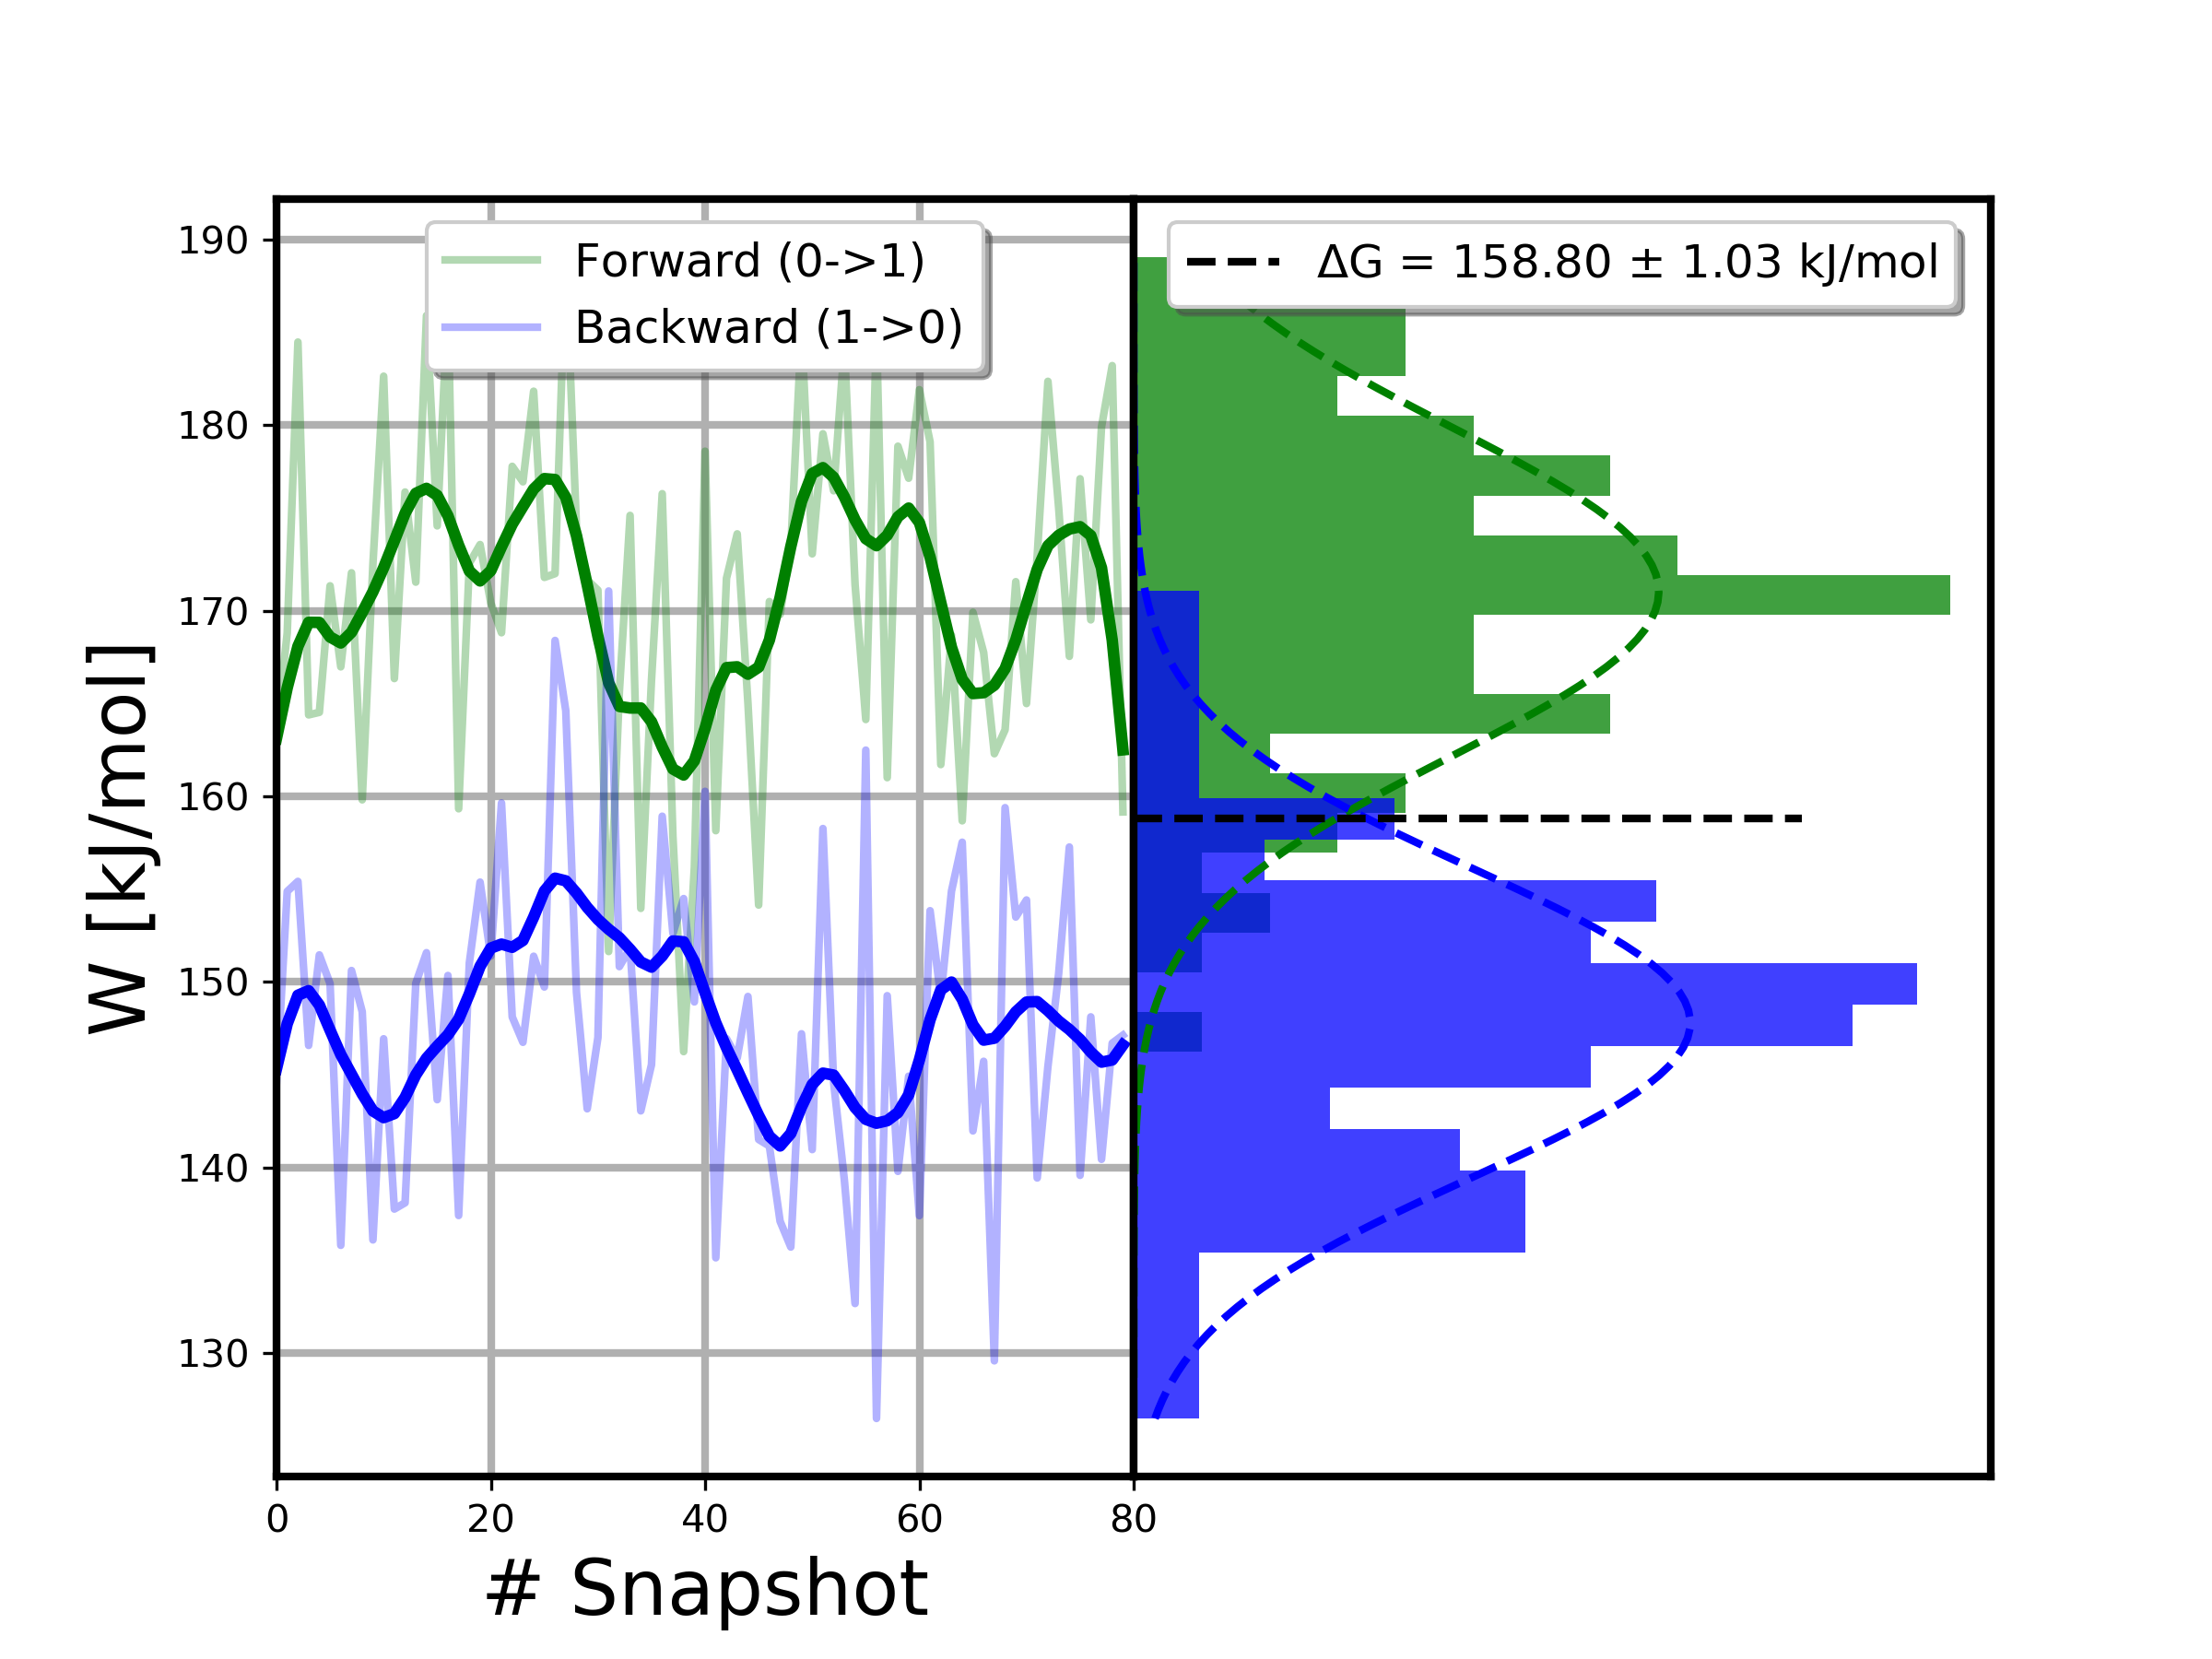 190
180
170
160
150
140
130
W [kJ/mol]
0
20
40
60
80
# Snapshot
Forward (0->1)
Backward (1->0)
ΔG = 158.80 ± 1.03 kJ/mol